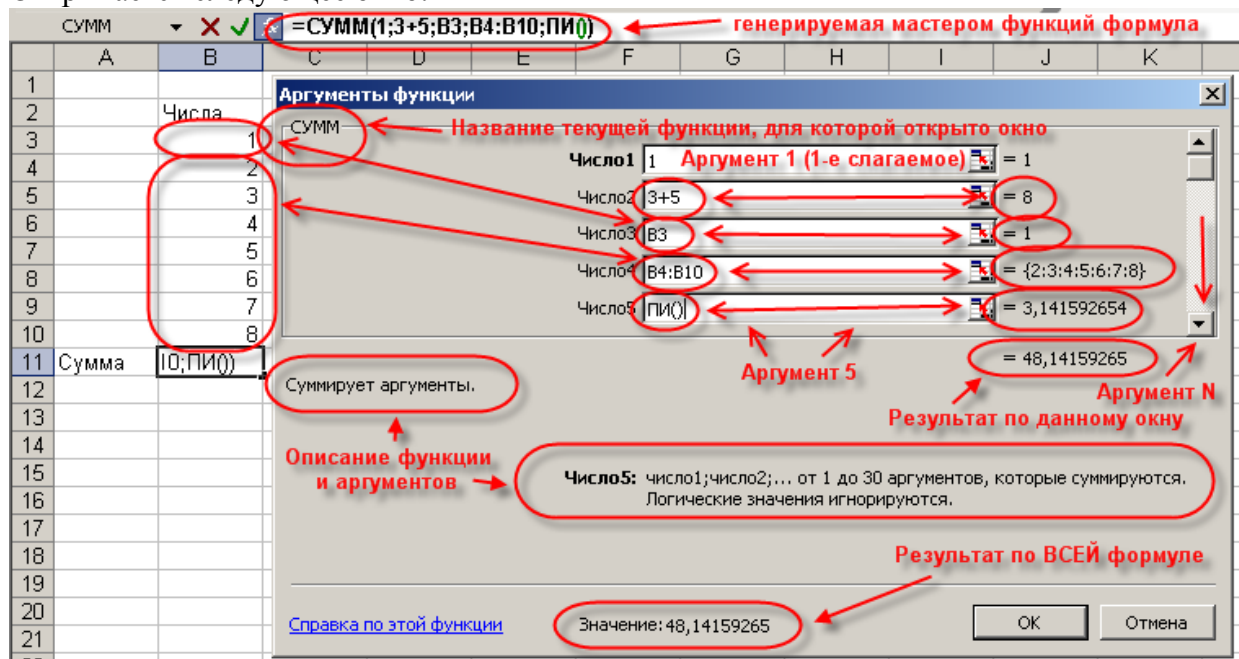 СУММ =СУММ(1;3+5;B3;B4:B10;ПИ()) генерируемая мастером функций формула
A B C D E F G H I J K
1
2 Числа
3 1
4 2
5 3
6 4
7 5
8 6
9 7
10 8
11 Сумма 10;ПИ())
12
13
14
15
16
17
18
19
20
21
Аргументы функции
СУММ Название текущей функции, для которой открыто окно
Число1 1 Аргумент 1 (1-е слагаемое) = 1
Число2 3+5 = 8
Число3 B3 = 1
Число4 B4:B10 = {2:3:4:5:6:7:8}
Число5 ПИ() = 3,141592654
= 48,14159265
Аргумент 5
Аргумент N
Суммирует аргументы.
Результат по данному окну
Описание функции
и аргументов
Число5: число1;число2;... от 1 до 30 аргументов, которые суммируются.
Логические значения игнорируются.
Результат по ВСЕЙ формуле
Справка по этой функции Значение:48,14159265 ОК Отмена